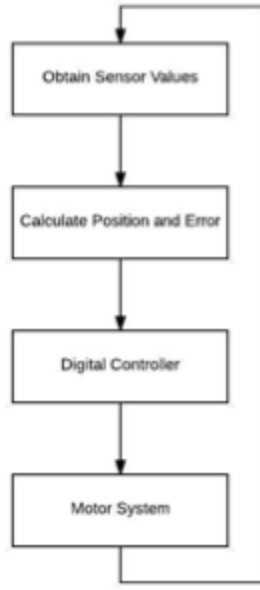 Obtain Sensor Values
Calculate Position and Error
Digital Controller
Motor System